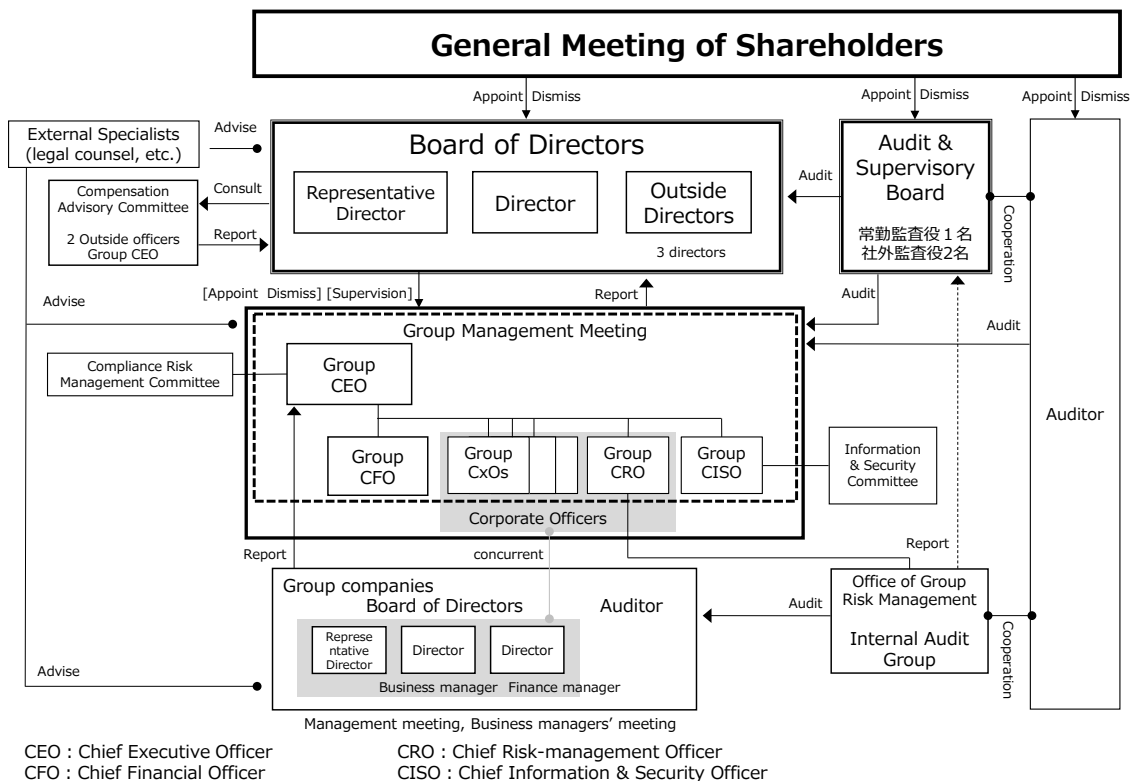 General Meeting of Shareholders
Appoint Dismiss
Appoint Dismiss
Appoint Dismiss
External Specialists
(legal counsel, etc.)
Advise
Board of Directors
Representative
Director
Director
Outside
Directors
3 directors
Audit &
Supervisory
Board
常勤監査役１名
社外監査役2名
Audit
Cooperation
Compensation
Advisory Committee
2 Outside officers
Group CEO
Consult
Report
Advise
[Appoint Dismiss] [Supervision]
Report
Audit
Audit
Group Management Meeting
Compliance Risk
Management Committee
Group
CEO
Group
CFO
Group
CxOs
Group
CRO
Group
CISO
Corporate Officers
Information
& Security
Committee
Auditor
Report
concurrent
Report
Group companies
Board of Directors
Auditor
Represe
ntative
Director
Director
Director
Business manager
Finance manager
Audit
Office of Group
Risk Management
Internal Audit
Group
Cooperation
Advise
Management meeting, Business managers’ meeting
CEO : Chief Executive Officer
CRO : Chief Risk-management Officer
CFO : Chief Financial Officer
CISO : Chief Information & Security Officer